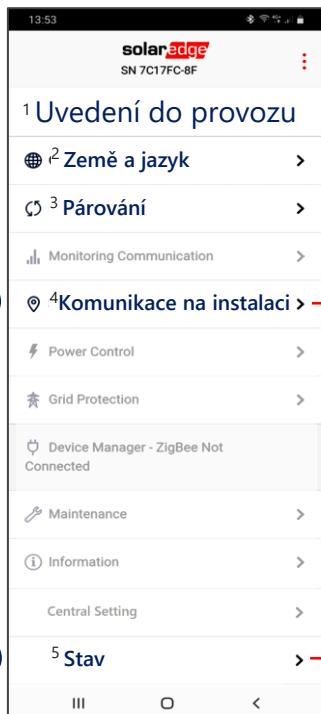 13:53
solaredge
SN 7C17FC-8F
1 Uvedení do provozu
2 Země a jazyk
3 Párování
Monitoring Communication
4 Komunikace na instalaci
Power Control
Grid Protection
Device Manager - ZigBee Not
Connected
Maintenance
Information
Central Setting
5 Stav